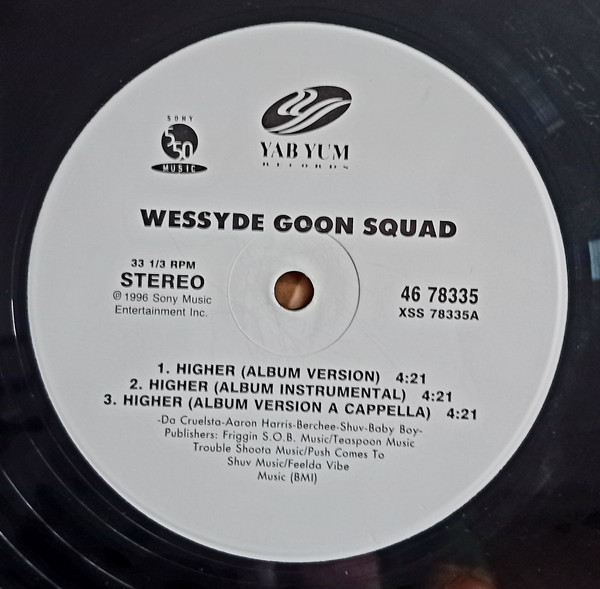 SONY
550
MUSIC
YAB YUM
RECORDS
WESSYDE GOON SQUAD
33 1/3 RPM
STEREO
℗ 1996 Sony Music
Entertainment Inc.
46 78335
XSS 78335A
1. HIGHER (ALBUM VERSION) 4:21
2. HIGHER (ALBUM INSTRUMENTAL) 4:21
3. HIGHER (ALBUM VERSION A CAPPELLA) 4:21
-Da Cruelsta-Aaron Harris-Berchee-Shuv-Baby Boy-
Publishers: Friggin S.O.B. Music/Teaspoon Music
Trouble Shoota Music/Push Comes To
Shuv Music/Feelda Vibe
Music (BMI)